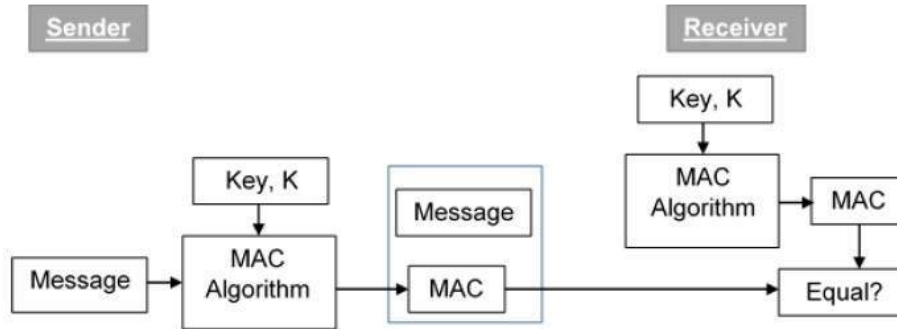 Sender
Receiver
Key, K
MAC
Algorithm
MAC
Key, K
Message
Message
MAC
Algorithm
MAC
Equal?